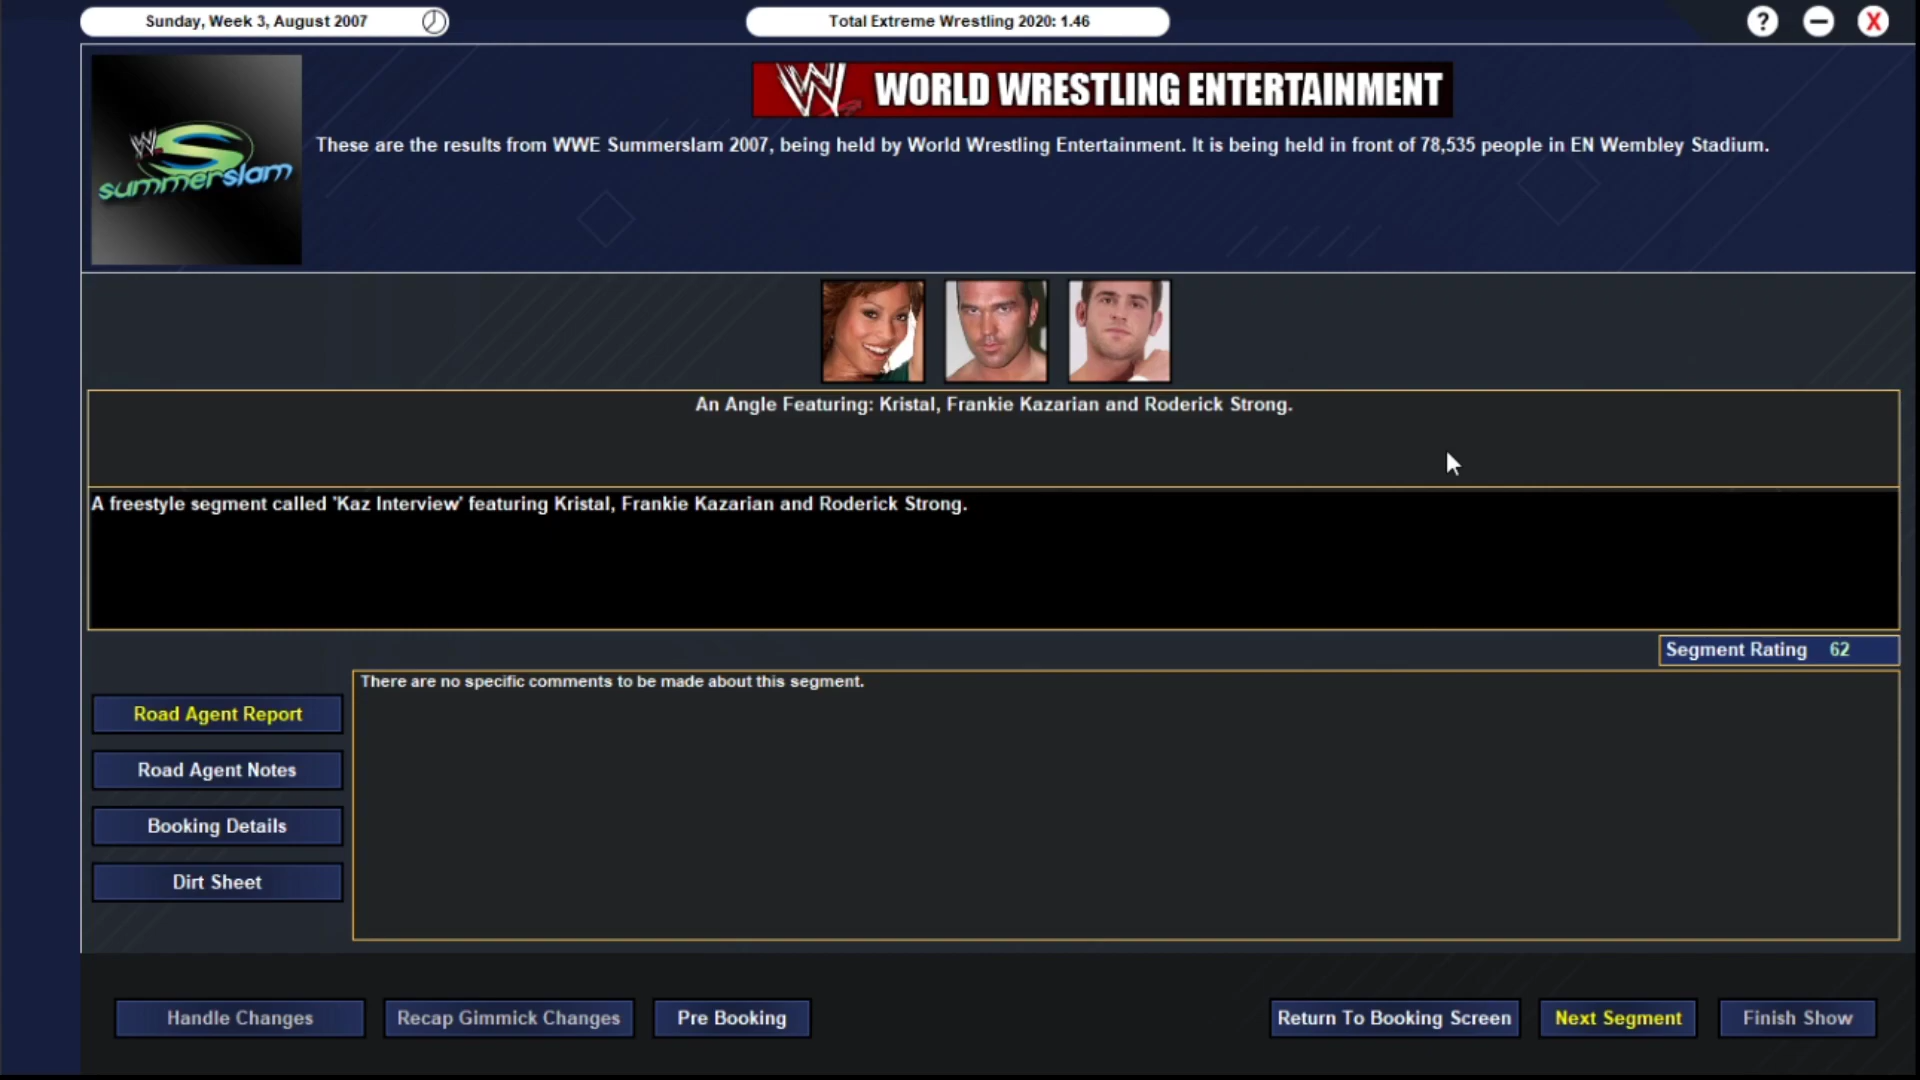 Sunday, Week 3, August 2007
Total Extreme Wrestling 2020: 1.46
?
X
W
WORLD WRESTLING ENTERTAINMENT
W
summerslam
These are the results from WWE Summerslam 2007, being held by World Wrestling Entertainment. It is being held in front of 78,535 people in EN Wembley Stadium.
An Angle Featuring: Kristal, Frankie Kazarian and Roderick Strong.
A freestyle segment called 'Kaz Interview' featuring Kristal, Frankie Kazarian and Roderick Strong.
Segment Rating 62
There are no specific comments to be made about this segment.
Road Agent Report
Road Agent Notes
Booking Details
Dirt Sheet
Handle Changes
Recap Gimmick Changes
Pre Booking
Return To Booking Screen
Next Segment
Finish Show